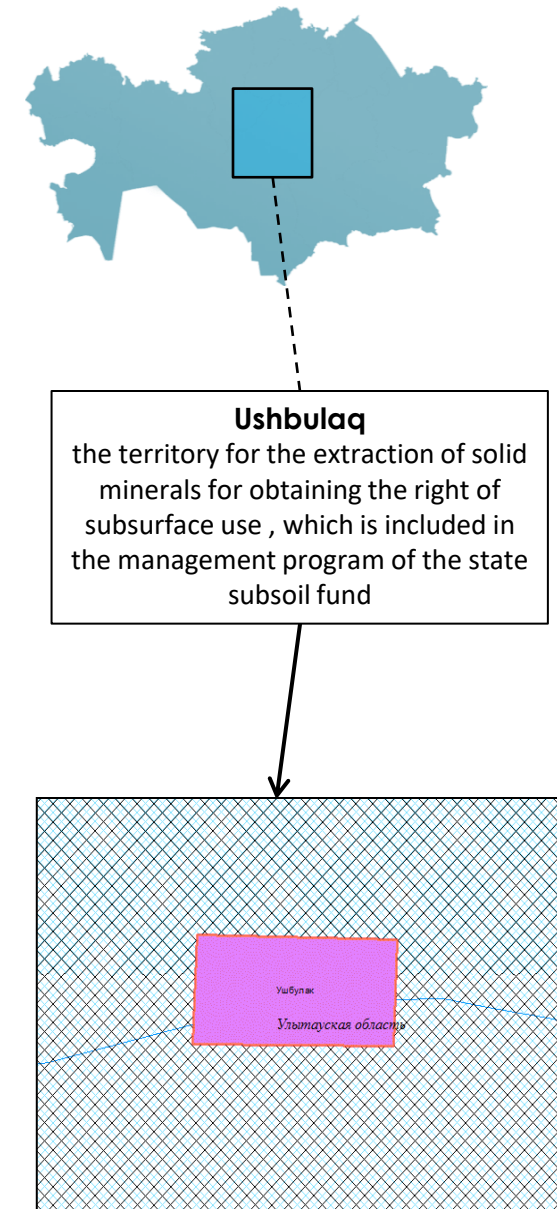 Ushbulaq
the territory for the extraction of solid
minerals for obtaining the right of
subsurface use , which is included in
the management program of the state
subsoil fund
Ушбулак
Улытауская область